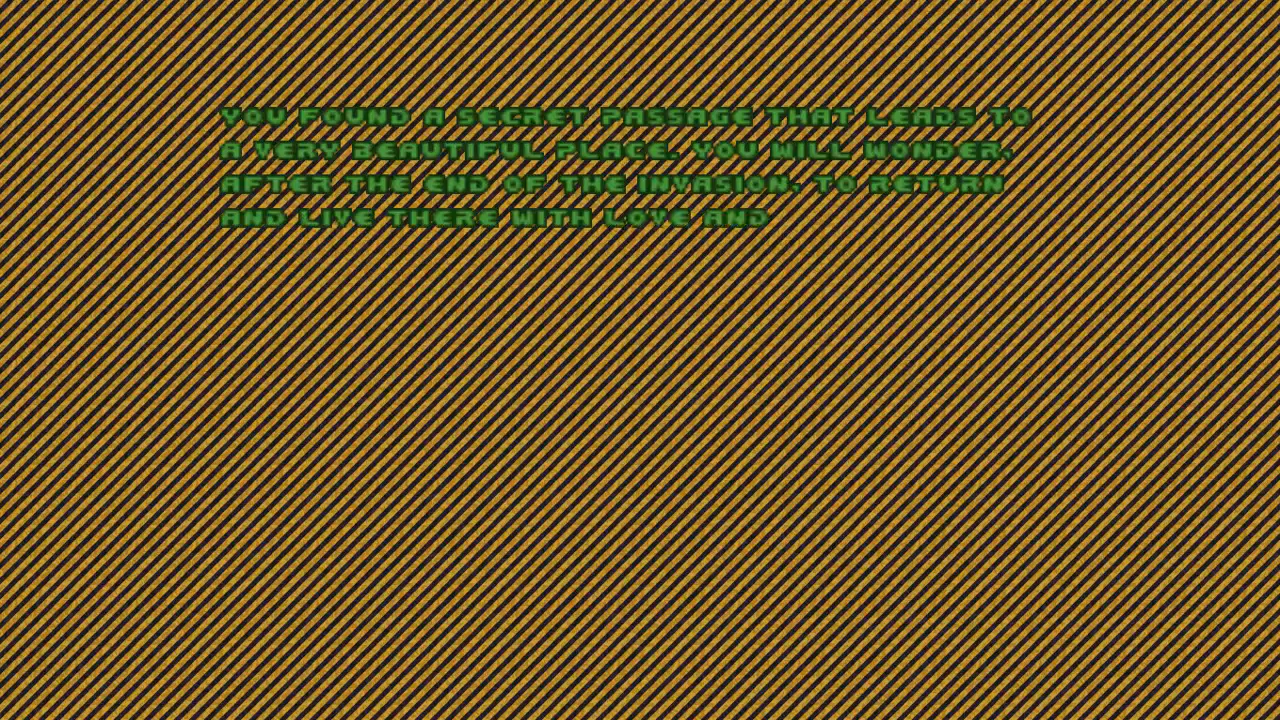 YOU FOUND A SECRET PASSAGE THAT LEADS TO
A VERY BEAUTIFUL PLACE. YOU WILL WONDER,
AFTER THE END OF THE INVASION, TO RETURN
AND LIVE THERE WITH LOVE AND